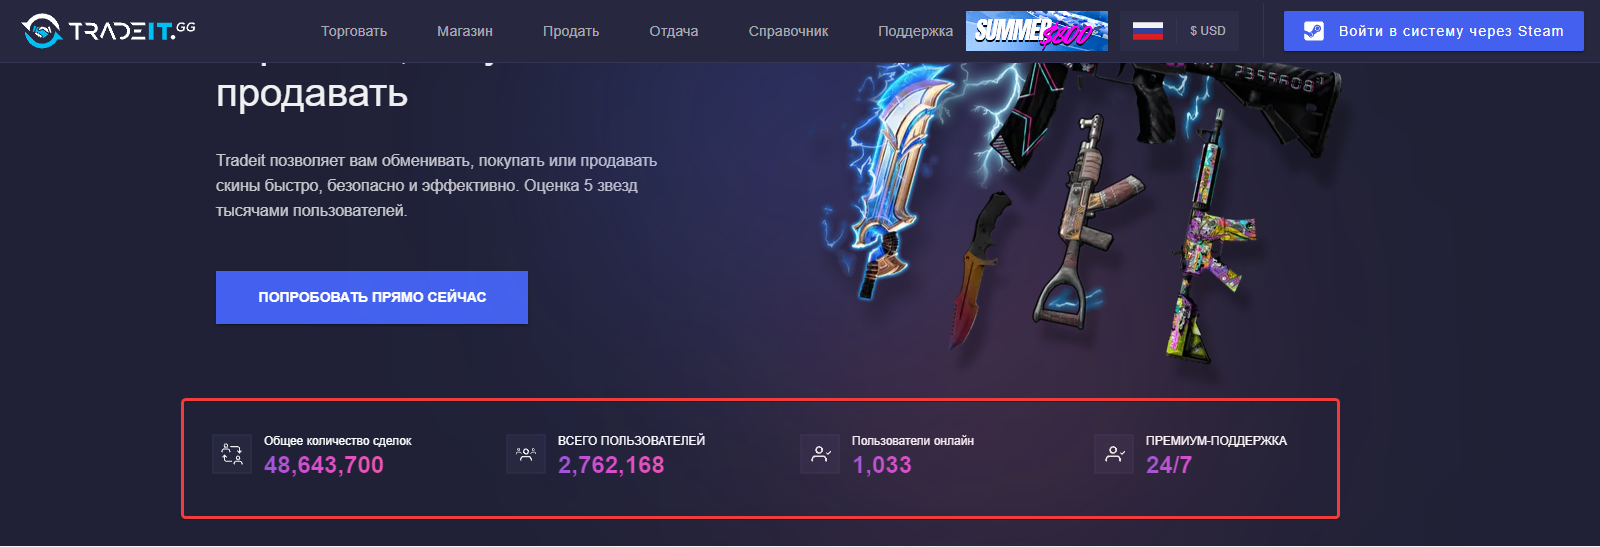 TRADEIT.GG
Торговать
Магазин
Продать
Отдача
Справочник
Поддержка
SUMMER
$800
$ USD
Войти в систему через Steam
продавать
Tradeit позволяет вам обменивать, покупать или продавать
скины быстро, безопасно и эффективно. Оценка 5 звезд
тысячами пользователей.
ПОПРОБОВАТЬ ПРЯМО СЕЙЧАС
Общее количество сделок
48,643,700
ВСЕГО ПОЛЬЗОВАТЕЛЕЙ
2,762,168
Пользователи онлайн
1,033
ПРЕМИУМ-ПОДДЕРЖКА
24/7